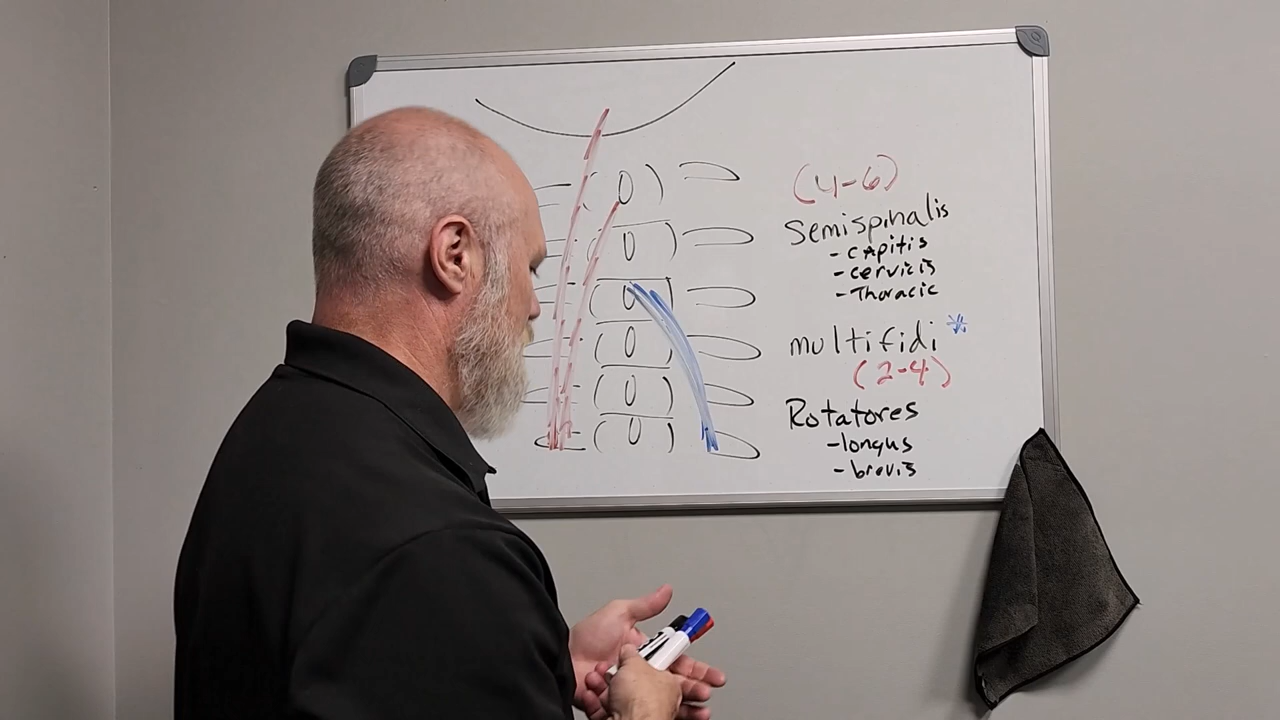 (4-6)
Semispinalis
- capitis
- cervicis
- Thoracic
multifidi *
(2-4)
Rotatores
-longus
- brevis